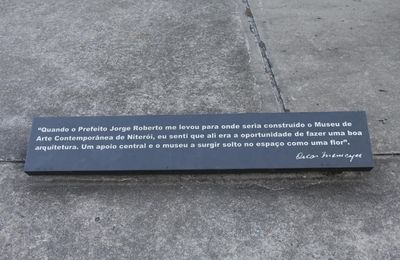 “Quando o Prefeito Jorge Roberto me levou para onde seria construído o Museu de
Arte Contemporânea de Niterói, eu senti que ali era a oportunidade de fazer uma boa
arquitetura. Um apoio central e o museu a surgir solto no espaço como uma flor”.
Oscar Niemeyer